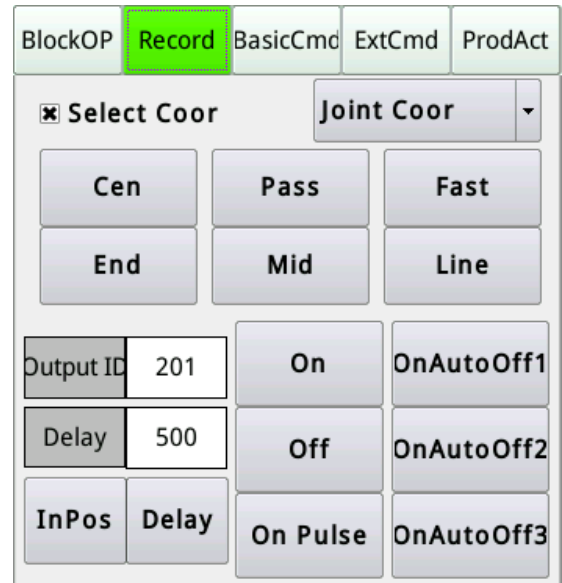 BlockOP Record BasicCmd ExtCmd ProdAct
Select Coor Joint Coor
Cen Pass Fast
End Mid Line
Output ID 201 On OnAutoOff1
Delay 500 Off OnAutoOff2
InPos Delay On Pulse OnAutoOff3